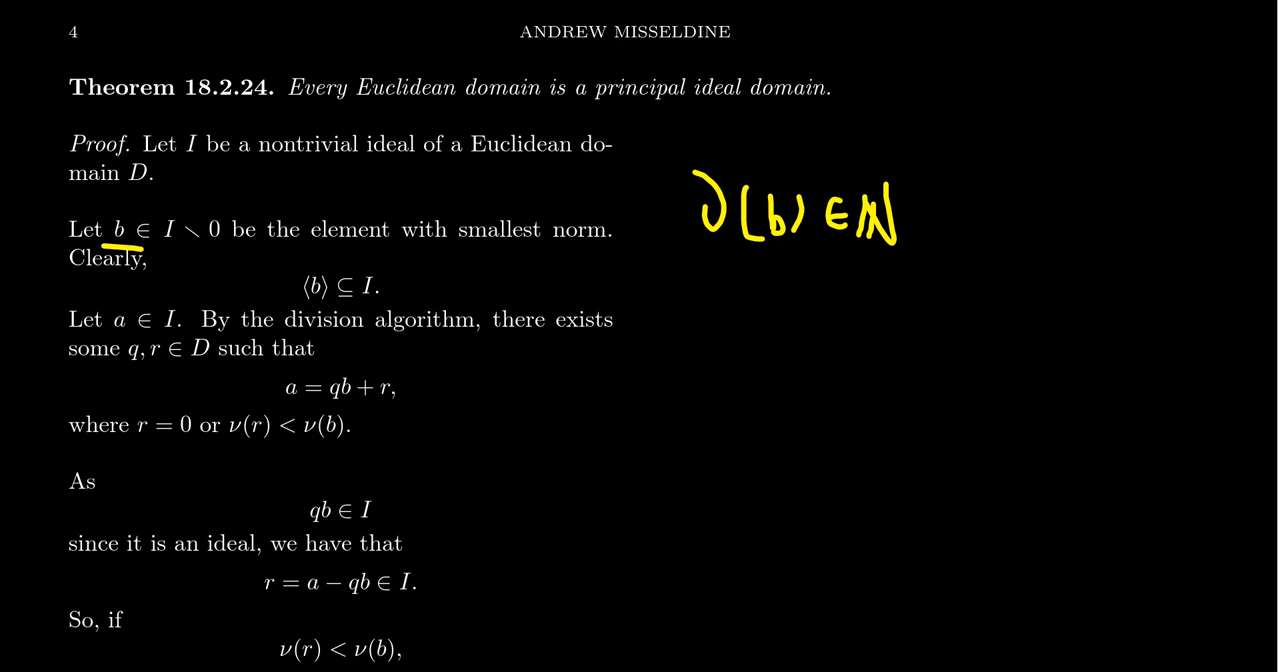 4
ANDREW MISSELDINE
Theorem 18.2.24. Every Euclidean domain is a principal ideal domain.
Proof. Let I be a nontrivial ideal of a Euclidean do-
main D.
ν(b) ∈ ℕ
Let b ∈ I ∖ 0 be the element with smallest norm.
Clearly,
⟨b⟩ ⊆ I.
Let a ∈ I. By the division algorithm, there exists
some q, r ∈ D such that
a = qb + r,
where r = 0 or ν(r) < ν(b).
As
qb ∈ I
since it is an ideal, we have that
r = a − qb ∈ I.
So, if
ν(r) < ν(b),